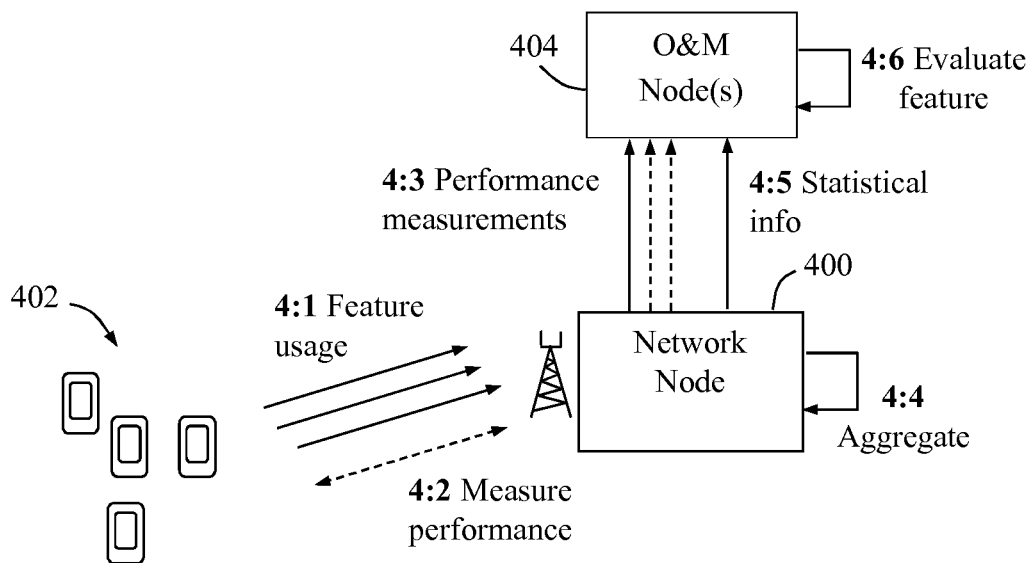 404
O&M
Node(s)
4:6 Evaluate
feature
4:3 Performance
measurements
4:5 Statistical
info
400
402
4:1 Feature
usage
Network
Node
4:4
Aggregate
4:2 Measure
performance